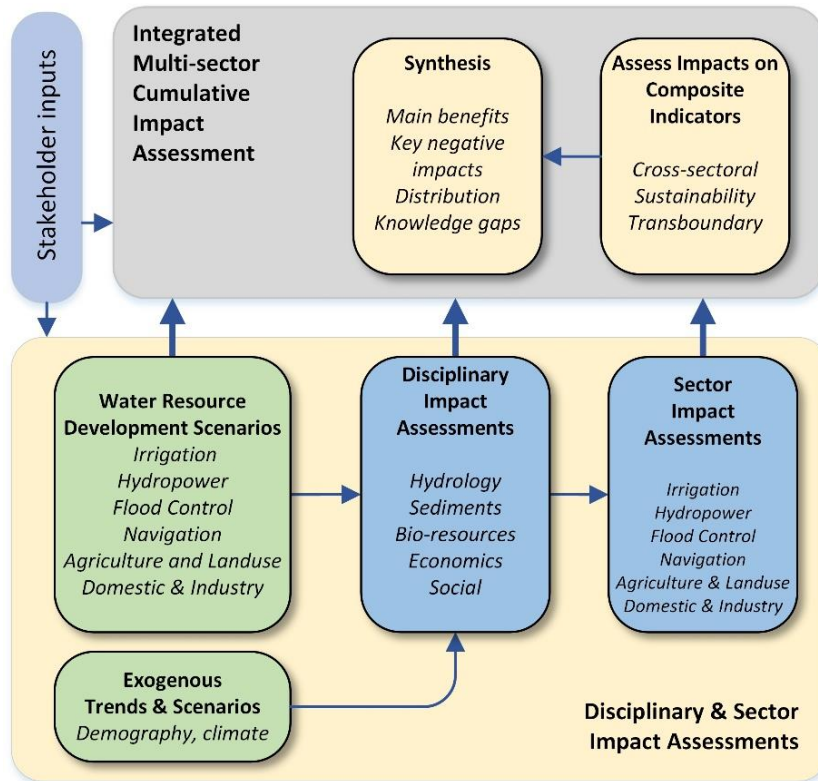 Stakeholder inputs
Integrated
Multi-sector
Cumulative
Impact
Assessment
Synthesis
Main benefits
Key negative
impacts
Distribution
Knowledge gaps
Assess Impacts on
Composite
Indicators
Cross-sectoral
Sustainability
Transboundary
Water Resource
Development Scenarios
Irrigation
Hydropower
Flood Control
Navigation
Agriculture and Landuse
Domestic & Industry
Disciplinary
Impact
Assessments
Hydrology
Sediments
Bio-resources
Economics
Social
Sector
Impact
Assessments
Irrigation
Hydropower
Flood Control
Navigation
Agriculture & Landuse
Domestic & Industry
Exogenous
Trends & Scenarios
Demography, climate
Disciplinary & Sector
Impact Assessments